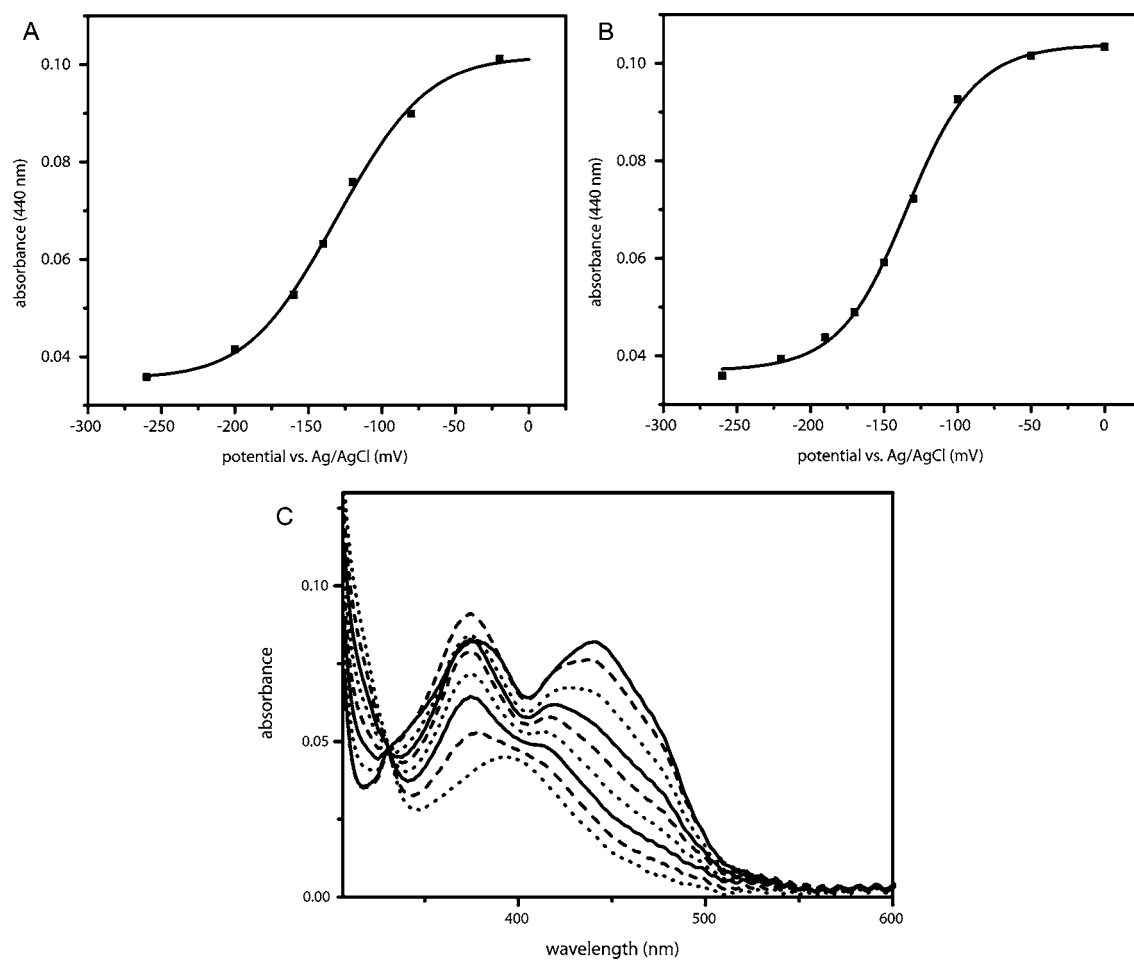 A
0.10
0.08
0.06
0.04
absorbance (440 nm)
-300 -250 -200 -150 -100 -50 0
potential vs. Ag/AgCl (mV)
B
0.10
0.08
0.06
0.04
absorbance (440 nm)
-300 -250 -200 -150 -100 -50 0
potential vs. Ag/AgCl (mV)
C
0.10
0.05
0.00
absorbance
400 500 600
wavelength (nm)